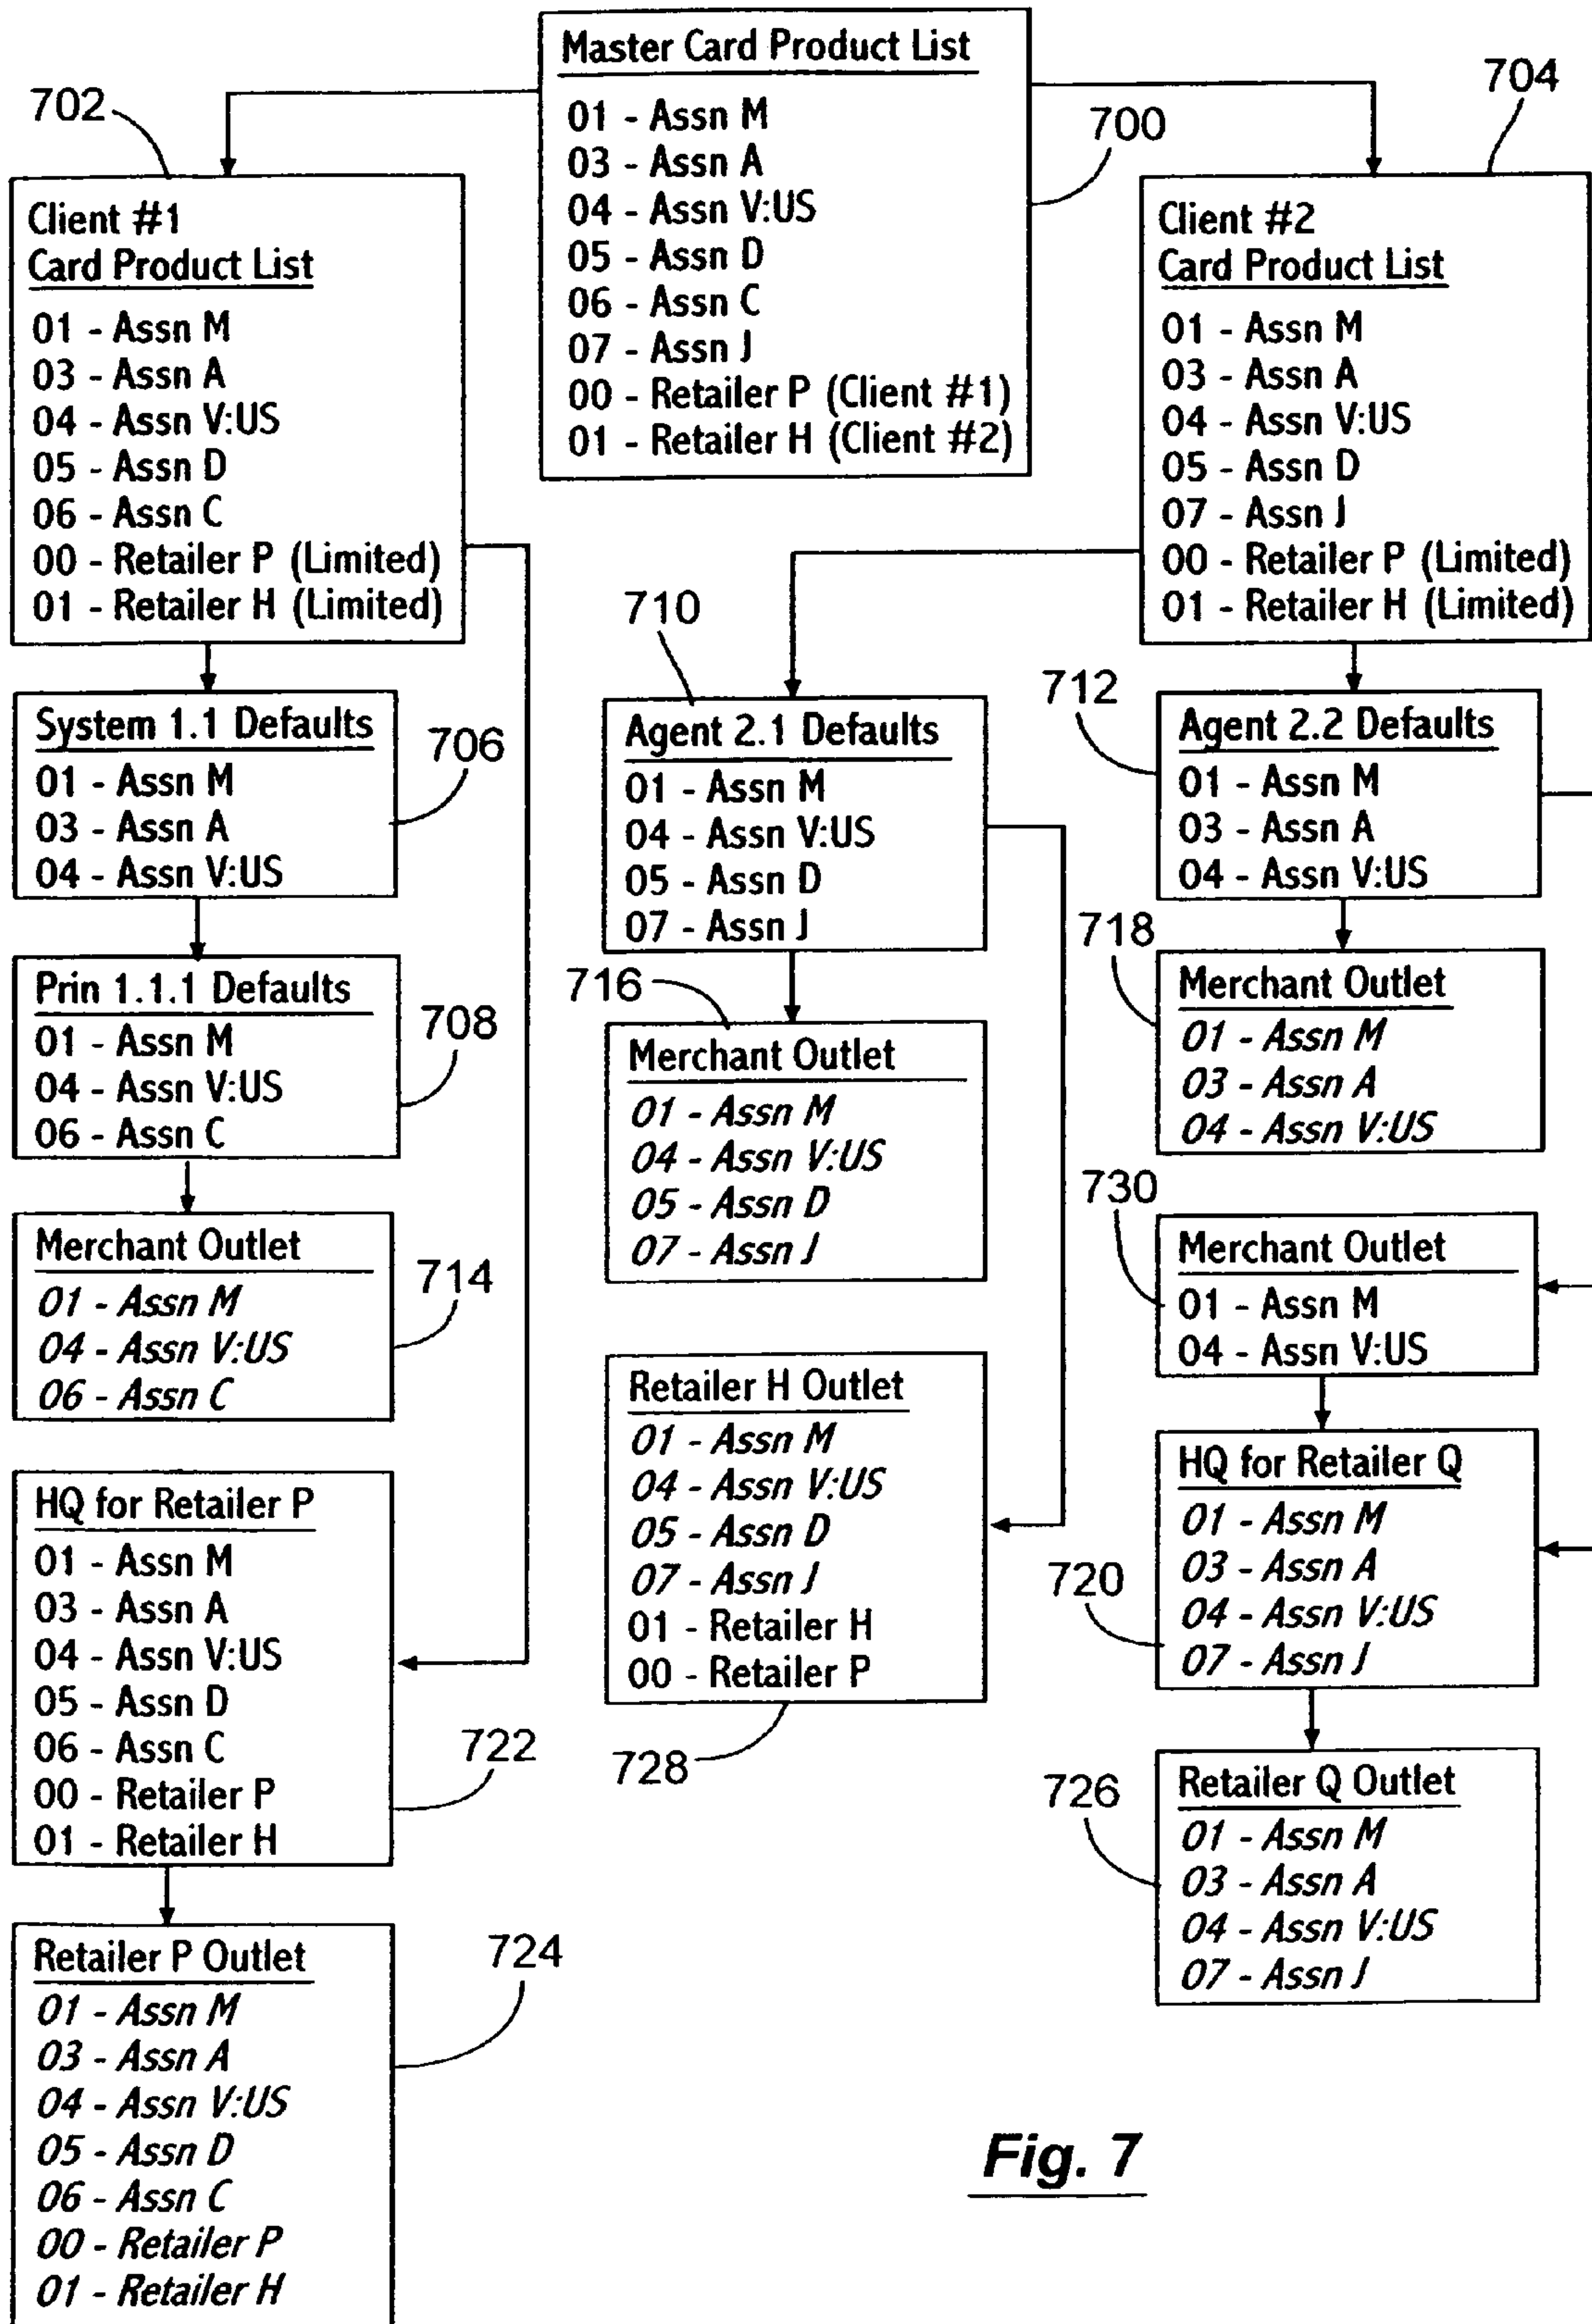 Master Card Product List
01 - Assn M
03 - Assn A
04 - Assn V:US
05 - Assn D
06 - Assn C
07 - Assn J
00 - Retailer P (Client #1)
01 - Retailer H (Client #2)
700
702
Client #1
Card Product List
01 - Assn M
03 - Assn A
04 - Assn V:US
05 - Assn D
06 - Assn C
00 - Retailer P (Limited)
01 - Retailer H (Limited)
704
Client #2
Card Product List
01 - Assn M
03 - Assn A
04 - Assn V:US
05 - Assn D
07 - Assn J
00 - Retailer P (Limited)
01 - Retailer H (Limited)
System 1.1 Defaults
01 - Assn M
03 - Assn A
04 - Assn V:US
706
Prin 1.1.1 Defaults
01 - Assn M
04 - Assn V:US
06 - Assn C
708
Merchant Outlet
01 - Assn M
04 - Assn V:US
06 - Assn C
714
HQ for Retailer P
01 - Assn M
03 - Assn A
04 - Assn V:US
05 - Assn D
06 - Assn C
00 - Retailer P
01 - Retailer H
722
Retailer P Outlet
01 - Assn M
03 - Assn A
04 - Assn V:US
05 - Assn D
06 - Assn C
00 - Retailer P
01 - Retailer H
724
710
Agent 2.1 Defaults
01 - Assn M
04 - Assn V:US
05 - Assn D
07 - Assn J
716
Merchant Outlet
01 - Assn M
04 - Assn V:US
05 - Assn D
07 - Assn J
Retailer H Outlet
01 - Assn M
04 - Assn V:US
05 - Assn D
07 - Assn J
01 - Retailer H
00 - Retailer P
728
712
Agent 2.2 Defaults
01 - Assn M
03 - Assn A
04 - Assn V:US
718
Merchant Outlet
01 - Assn M
03 - Assn A
04 - Assn V:US
730
Merchant Outlet
01 - Assn M
04 - Assn V:US
HQ for Retailer Q
01 - Assn M
03 - Assn A
04 - Assn V:US
07 - Assn J
720
726
Retailer Q Outlet
01 - Assn M
03 - Assn A
04 - Assn V:US
07 - Assn J
Fig. 7